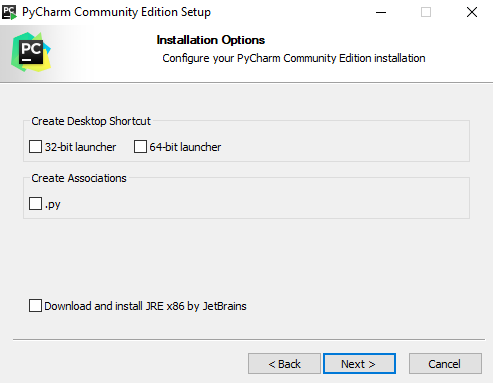 PyCharm Community Edition Setup
PC
Installation Options
Configure your PyCharm Community Edition installation
Create Desktop Shortcut
32-bit launcher
64-bit launcher
Create Associations
.py
Download and install JRE x86 by JetBrains
< Back
Next >
Cancel